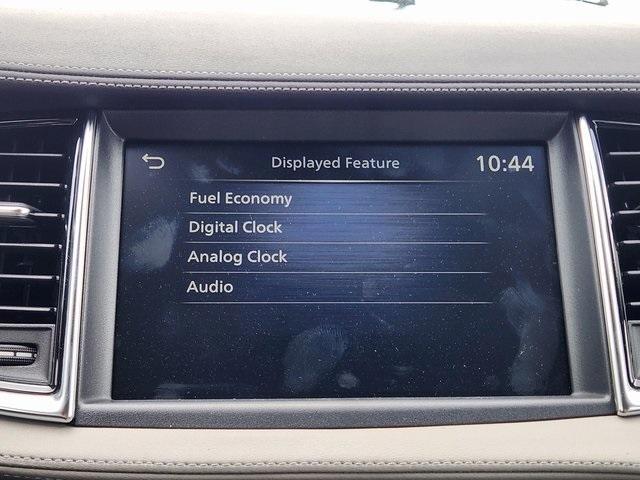 Displayed Feature 10:44
Fuel Economy
Digital Clock
Analog Clock
Audio